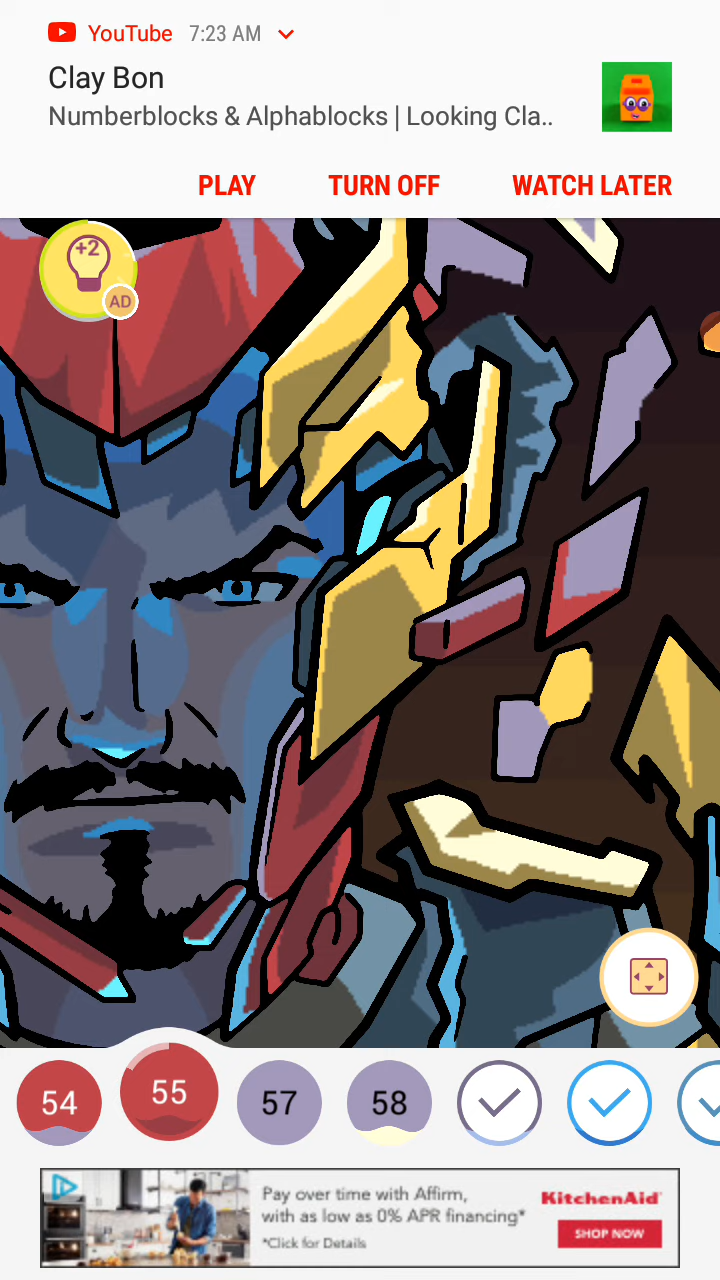 YouTube 7:23 AM
Clay Bon
Numberblocks & Alphablocks | Looking Cla..
PLAY TURN OFF WATCH LATER
+2
AD
54 55 57 58
Pay over time with Affirm,
with as low as 0% APR financing*
*Click for Details
KitchenAid
SHOP NOW